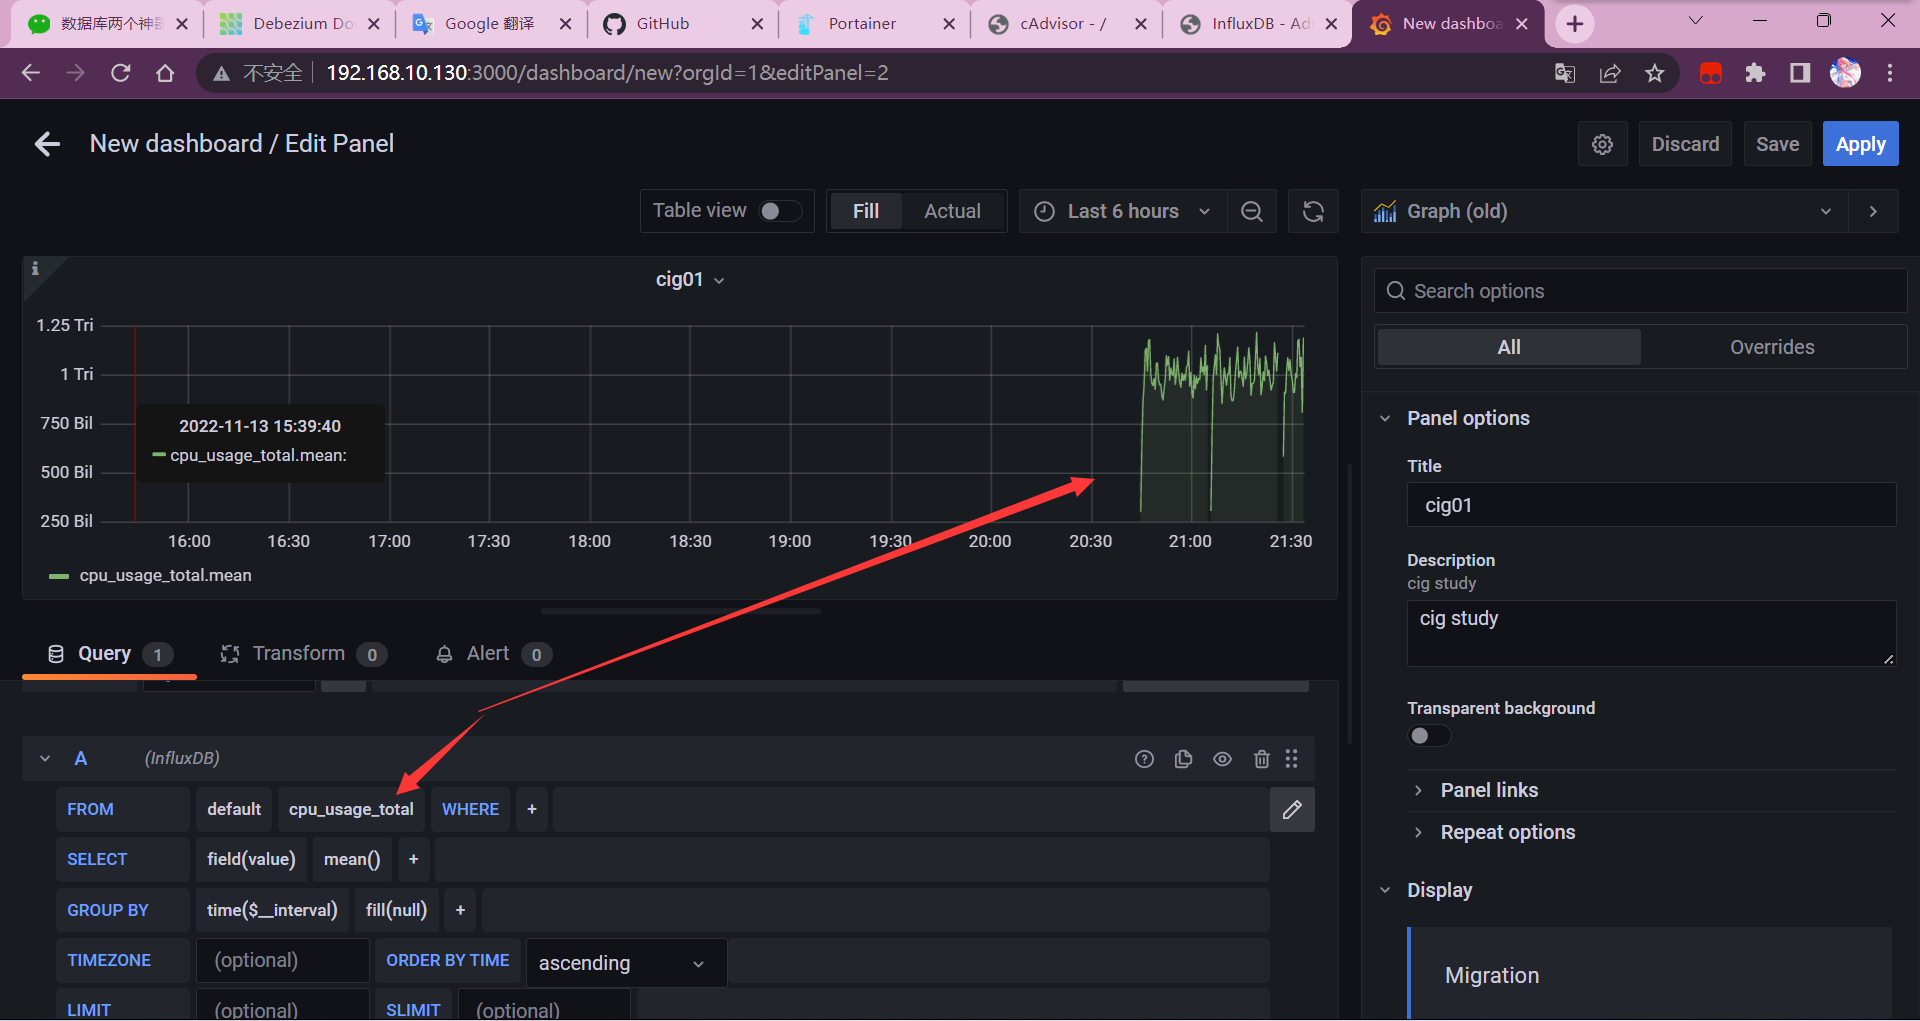 数据库两个神器
Debezium Do
Google 翻译
GitHub
Portainer
cAdvisor - /
InfluxDB - Ad
New dashboa
不安全
192.168.10.130:3000/dashboard/new?orgId=1&editPanel=2
New dashboard / Edit Panel
Discard
Save
Apply
Table view
Fill
Actual
Last 6 hours
Graph (old)
cig01
Search options
All
Overrides
1.25 Tri
1 Tri
750 Bil
500 Bil
250 Bil
2022-11-13 15:39:40
cpu_usage_total.mean:
16:00
16:30
17:00
17:30
18:00
18:30
19:00
19:30
20:00
20:30
21:00
21:30
cpu_usage_total.mean
Panel options
Title
cig01
Description
cig study
cig study
Transparent background
Panel links
Repeat options
Display
Migration
Query 1
Transform 0
Alert 0
A (InfluxDB)
FROM default cpu_usage_total WHERE +
SELECT field(value) mean() +
GROUP BY time($__interval) fill(null) +
TIMEZONE (optional) ORDER BY TIME ascending
LIMIT (optional) SLIMIT (optional)